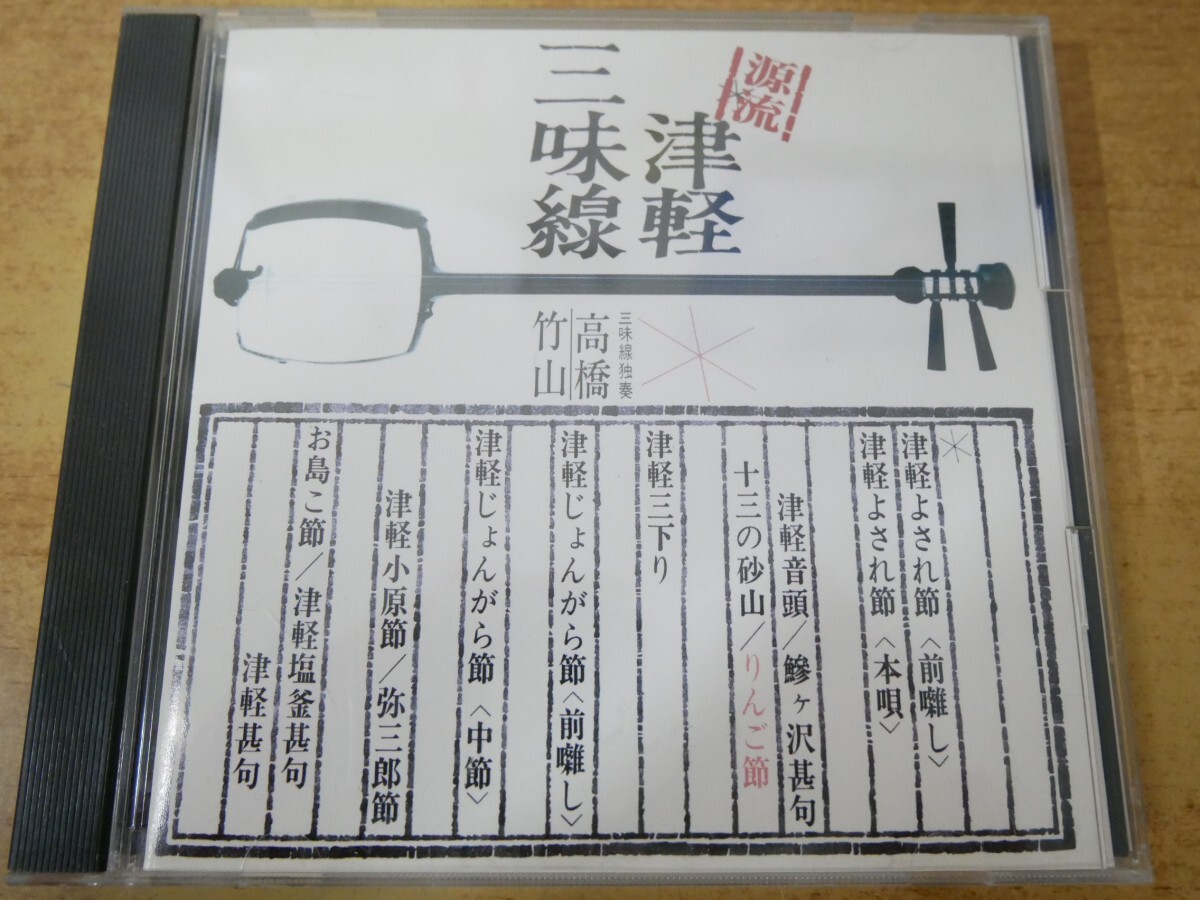 源流!
津軽
三味線
三味線独奏
高橋
竹山
津軽よされ節〈前囃し〉
津軽よされ節〈本唄〉
津軽音頭/鰺ヶ沢甚句
十三の砂山/りんご節
津軽三下り
津軽じょんがら節〈前囃し〉
津軽じょんがら節〈中節〉
津軽小原節/弥三郎節
お島こ節/津軽塩釜甚句
津軽甚句